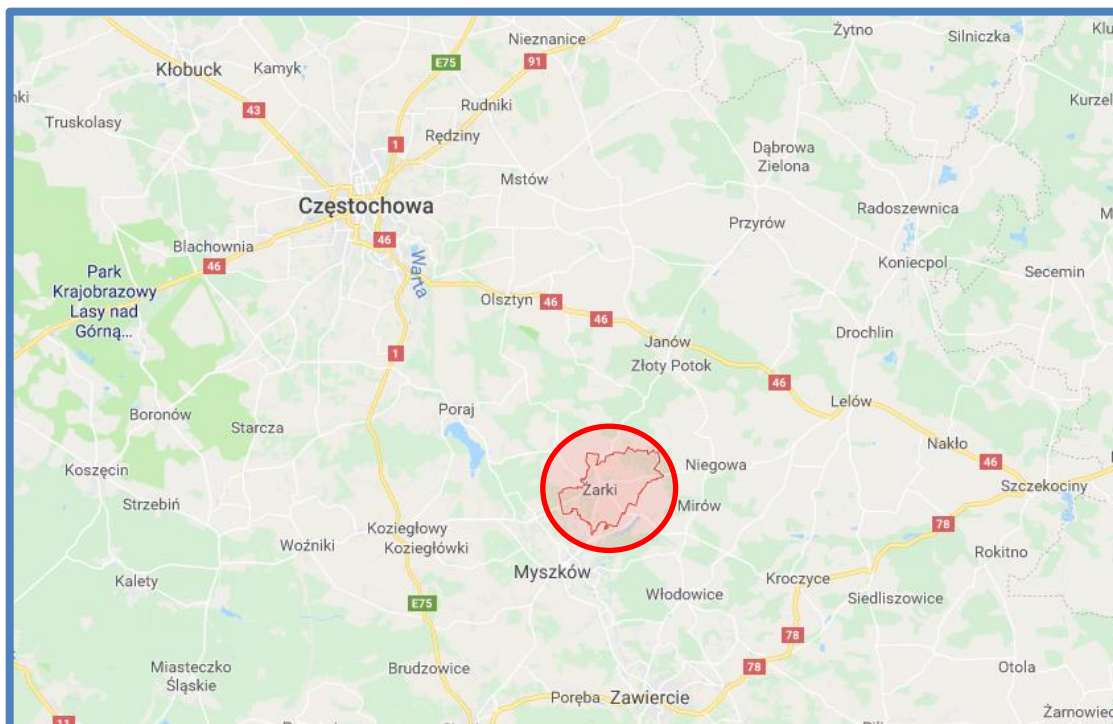 Żytno
Silniczka
Nieznanice
E75
91
Kłobuck
Kamyk
43
Rudniki
Truskolasy
Rędziny
1
Dąbrowa
Zielona
Mstów
Częstochowa
Radoszewnica
Przyrów
46
Blachownia
46
Warta
Koniecpol
Secemin
Park
Krajobrazowy
Lasy nad
Górną...
Olsztyn
46
46
Drochlin
Janów
1
Złoty Potok
46
Lelów
Boronów
Poraj
Starcza
Nakło
46
Koszęcin
Niegowa
Szczekociny
Żarki
Strzebiń
Mirów
78
Koziegłowy
Woźniki
Koziegłówki
Rokitno
Myszków
Kalety
Kroczyce
Włodowice
Siedliszowice
E75
78
Miasteczko
Śląskie
Brudzowice
78
Otola
Poręba
Zawiercie
Żarnowiec
11